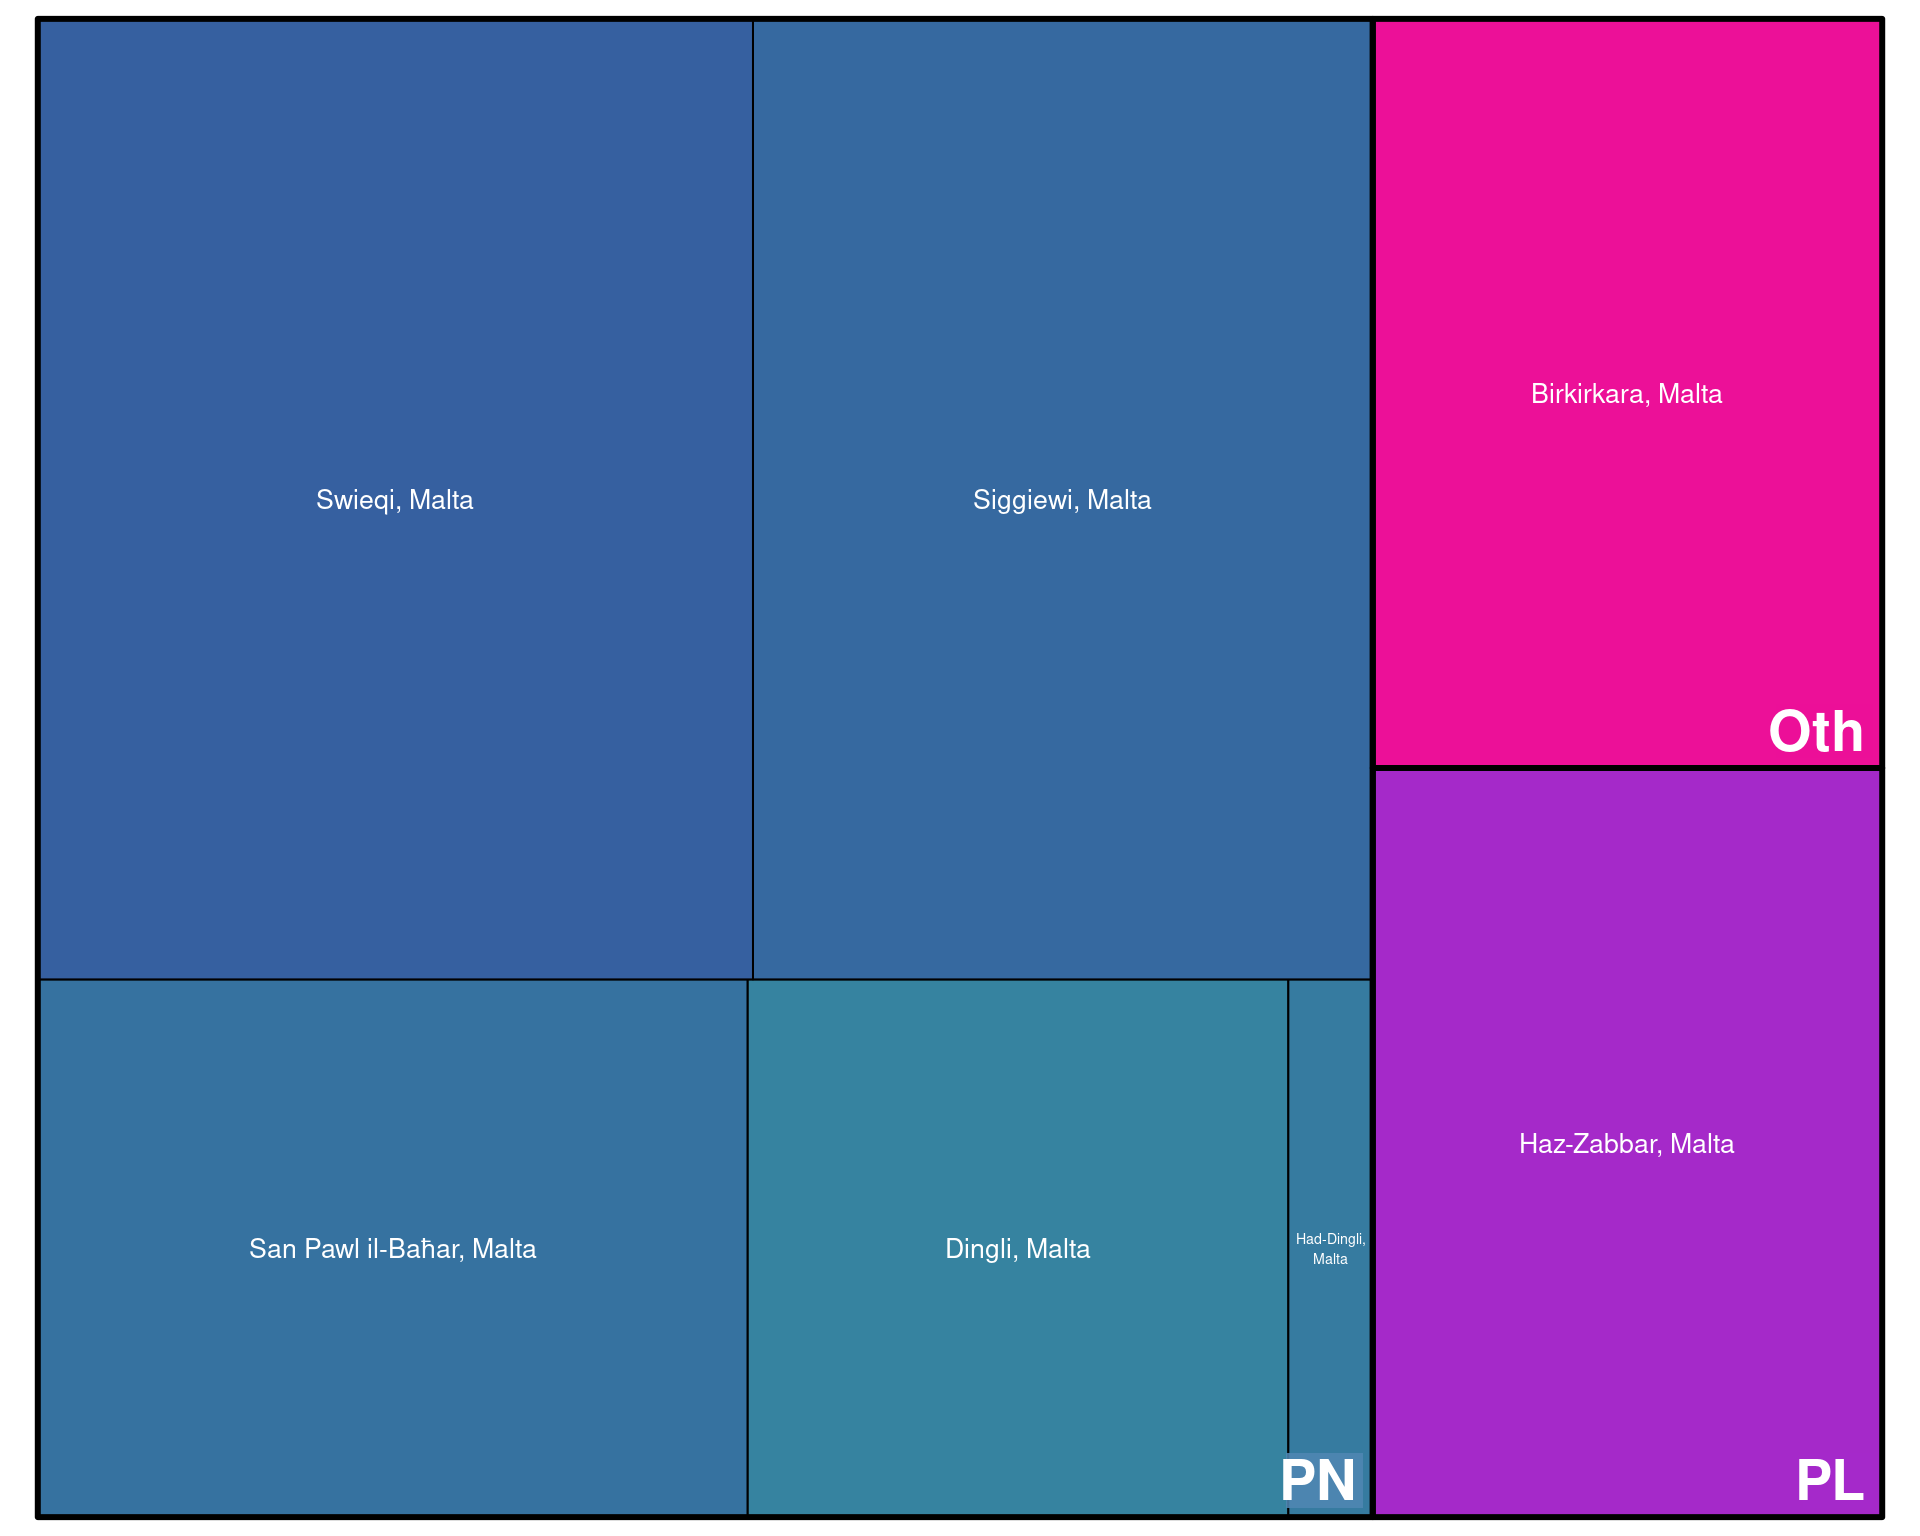 Swieqi, Malta
Siggiewi, Malta
Birkirkara, Malta
Oth
San Pawl il-Baħar, Malta
Dingli, Malta
Had-Dingli,
Malta
PN
Haz-Zabbar, Malta
PL